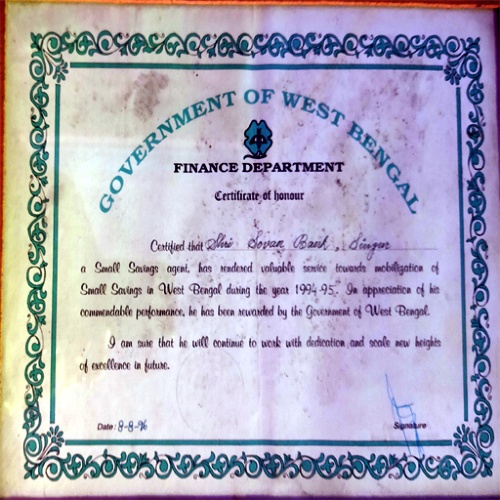 GOVERNMENT OF WEST BENGAL
FINANCE DEPARTMENT
Certificate of honour
Certified that Shri Sovan Barik, Singur
a Small Savings agent, has rendered valuable service towards mobilization of
Small Savings in West Bengal during the year 1994-95. In appreciation of his
commendable performance, he has been rewarded by the Government of West Bengal.
I am sure that he will continue to work with dedication and scale new heights
of excellence in future.
Date: 8-8-96
Signature